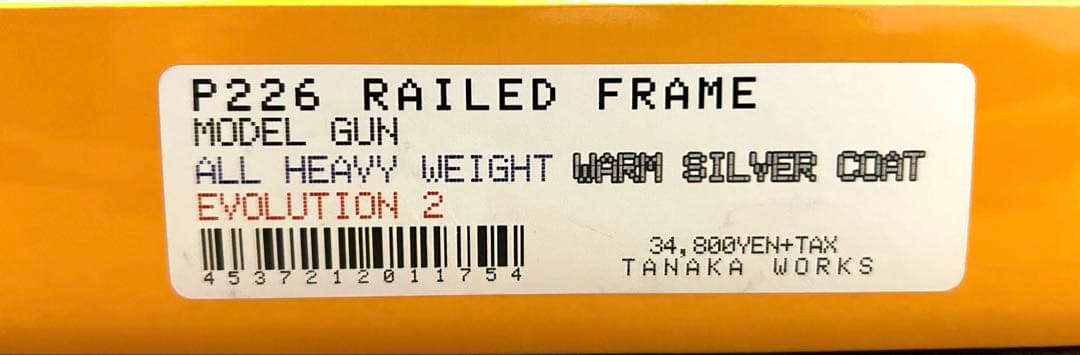 P226 RAILED FRAME
MODEL GUN
ALL HEAVY WEIGHT WARM SILVER COAT
EVOLUTION 2
4537212011754
34,800YEN+TAX
TANAKA WORKS